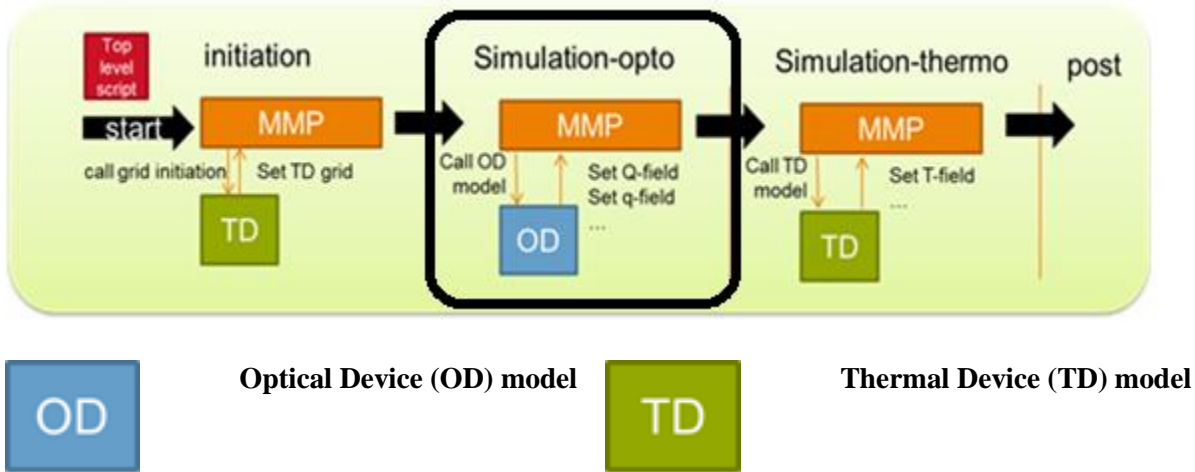 Top
level
script
start
initiation
MMP
call grid initiation
Set TD grid
TD
Simulation-opto
MMP
Call OD
model
Set Q-field
Set q-field
...
OD
Simulation-thermo
MMP
Call TD
model
Set T-field
...
TD
post
OD
Optical Device (OD) model
TD
Thermal Device (TD) model